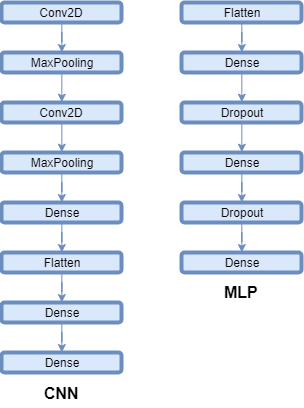 Conv2D
MaxPooling
Conv2D
MaxPooling
Dense
Flatten
Dense
Dense
CNN
Flatten
Dense
Dropout
Dense
Dropout
Dense
MLP